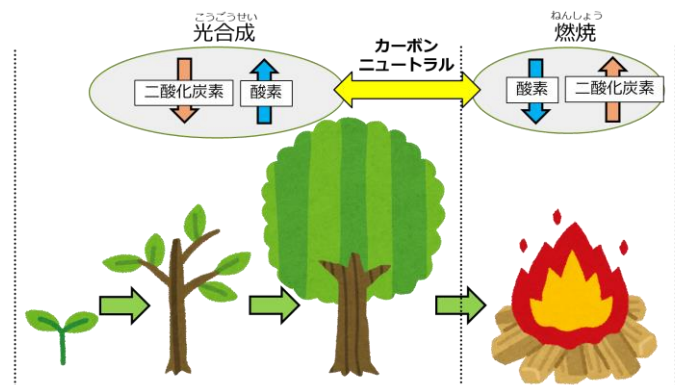 こうごうせい
光合成
カーボン
ニュートラル
ねんしょう
燃焼
二酸化炭素
酸素
酸素
二酸化炭素